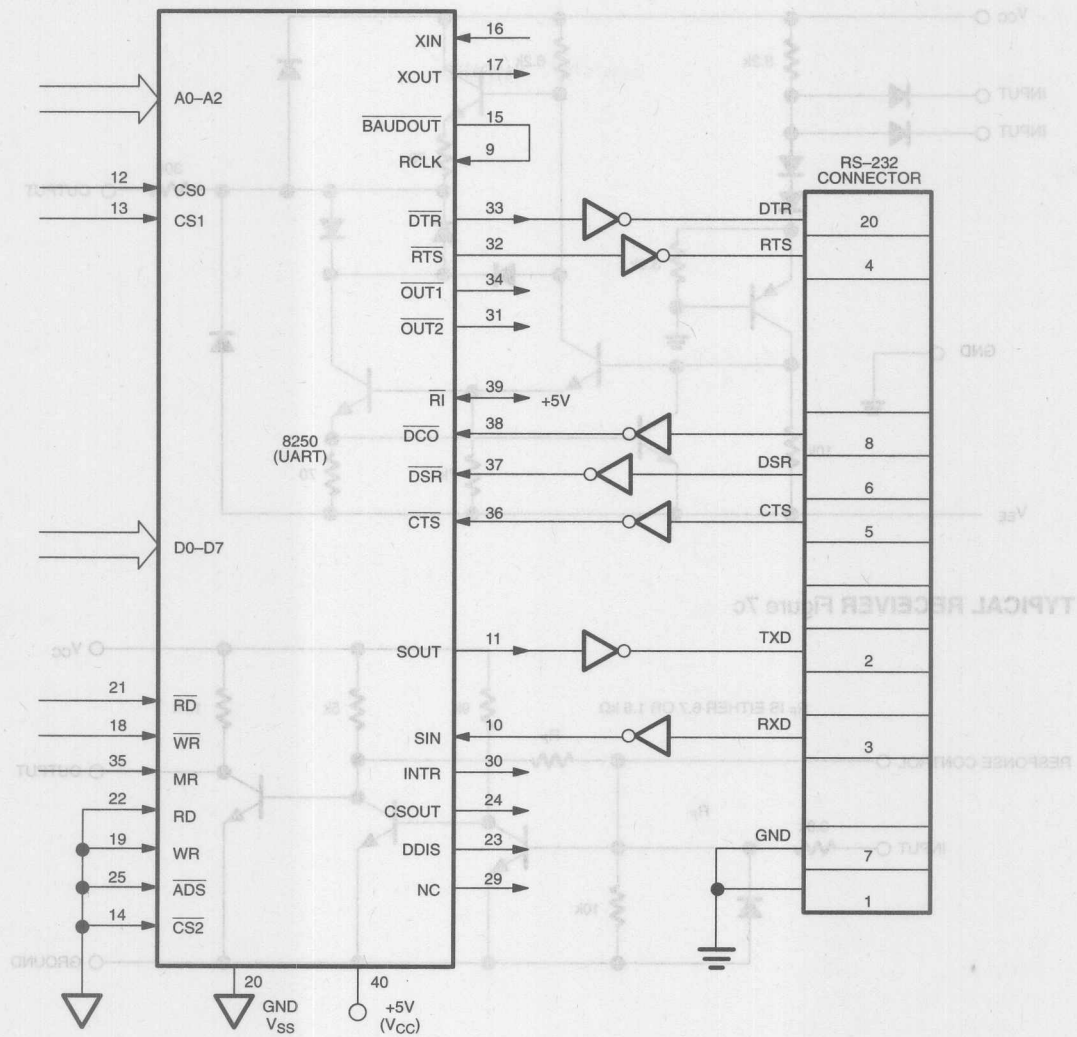 XIN 16
XOUT 17
A0–A2
BAUDOUT 15
RCLK 9
RS–232
CONNECTOR
12 CS0
13 CS1
DTR 33 DTR 20
RTS 32 RTS 4
OUT1 34
OUT2 31
RI 39 +5V
8250
(UART)
DCO 38 8
DSR 37 DSR 6
CTS 36 CTS 5
D0–D7
SOUT 11 TXD 2
21 RD
18 WR
SIN 10 RXD 3
35 MR
INTR 30
22 RD
CSOUT 24
19 WR
DDIS 23 GND 7
25 ADS
NC 29 1
14 CS2
20 GND
VSS
40 +5V
(VCC)